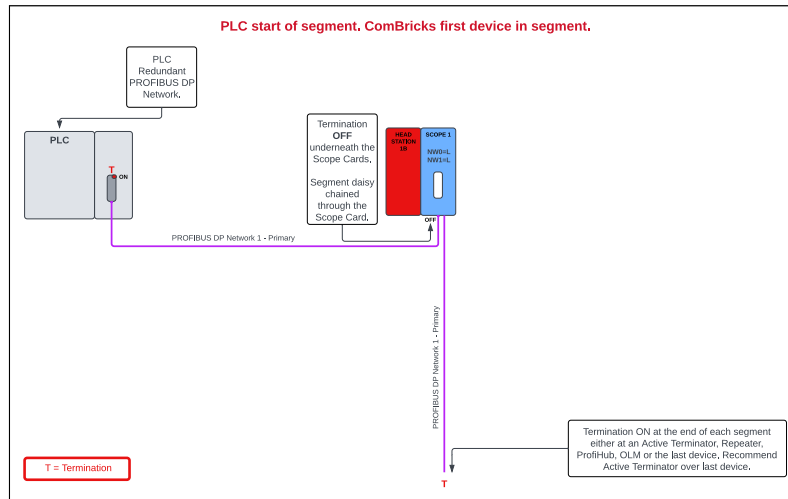 PLC start of segment. ComBricks first device in segment.
PLC
Redundant
PROFIBUS DP
Network.
PLC
T
ON
Termination
OFF
underneath the
Scope Cards.
Segment daisy
chained
through the
Scope Card.
HEAD
STATION
1B
SCOPE 1
NW0=L
NW1=L
OFF
PROFIBUS DP Network 1 - Primary
PROFIBUS DP Network 1 - Primary
Termination ON at the end of each segment
either at an Active Terminator, Repeater,
ProfiHub, OLM or the last device. Recommend
Active Terminator over last device.
T = Termination
T